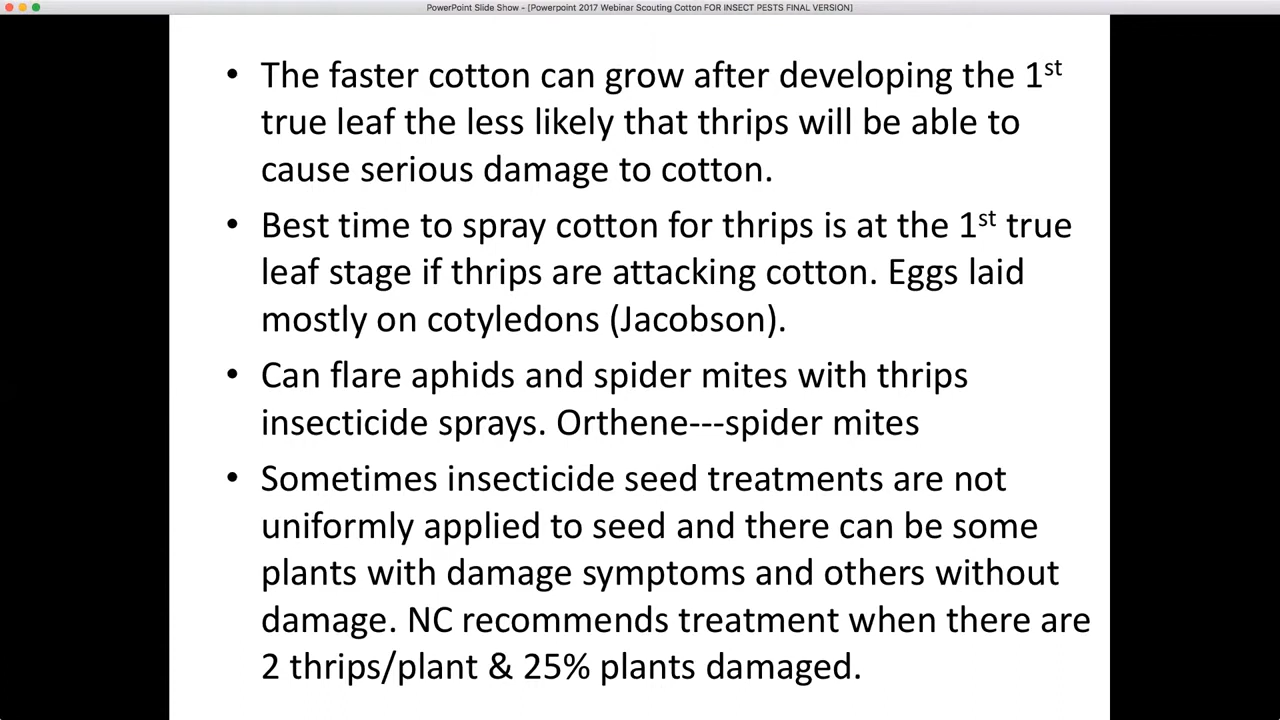 PowerPoint Slide Show - [Powerpoint 2017 Webinar Scouting Cotton FOR INSECT PESTS FINAL VERSION]
• The faster cotton can grow after developing the 1st
true leaf the less likely that thrips will be able to
cause serious damage to cotton.
• Best time to spray cotton for thrips is at the 1st true
leaf stage if thrips are attacking cotton. Eggs laid
mostly on cotyledons (Jacobson).
• Can flare aphids and spider mites with thrips
insecticide sprays. Orthene---spider mites
• Sometimes insecticide seed treatments are not
uniformly applied to seed and there can be some
plants with damage symptoms and others without
damage. NC recommends treatment when there are
2 thrips/plant & 25% plants damaged.